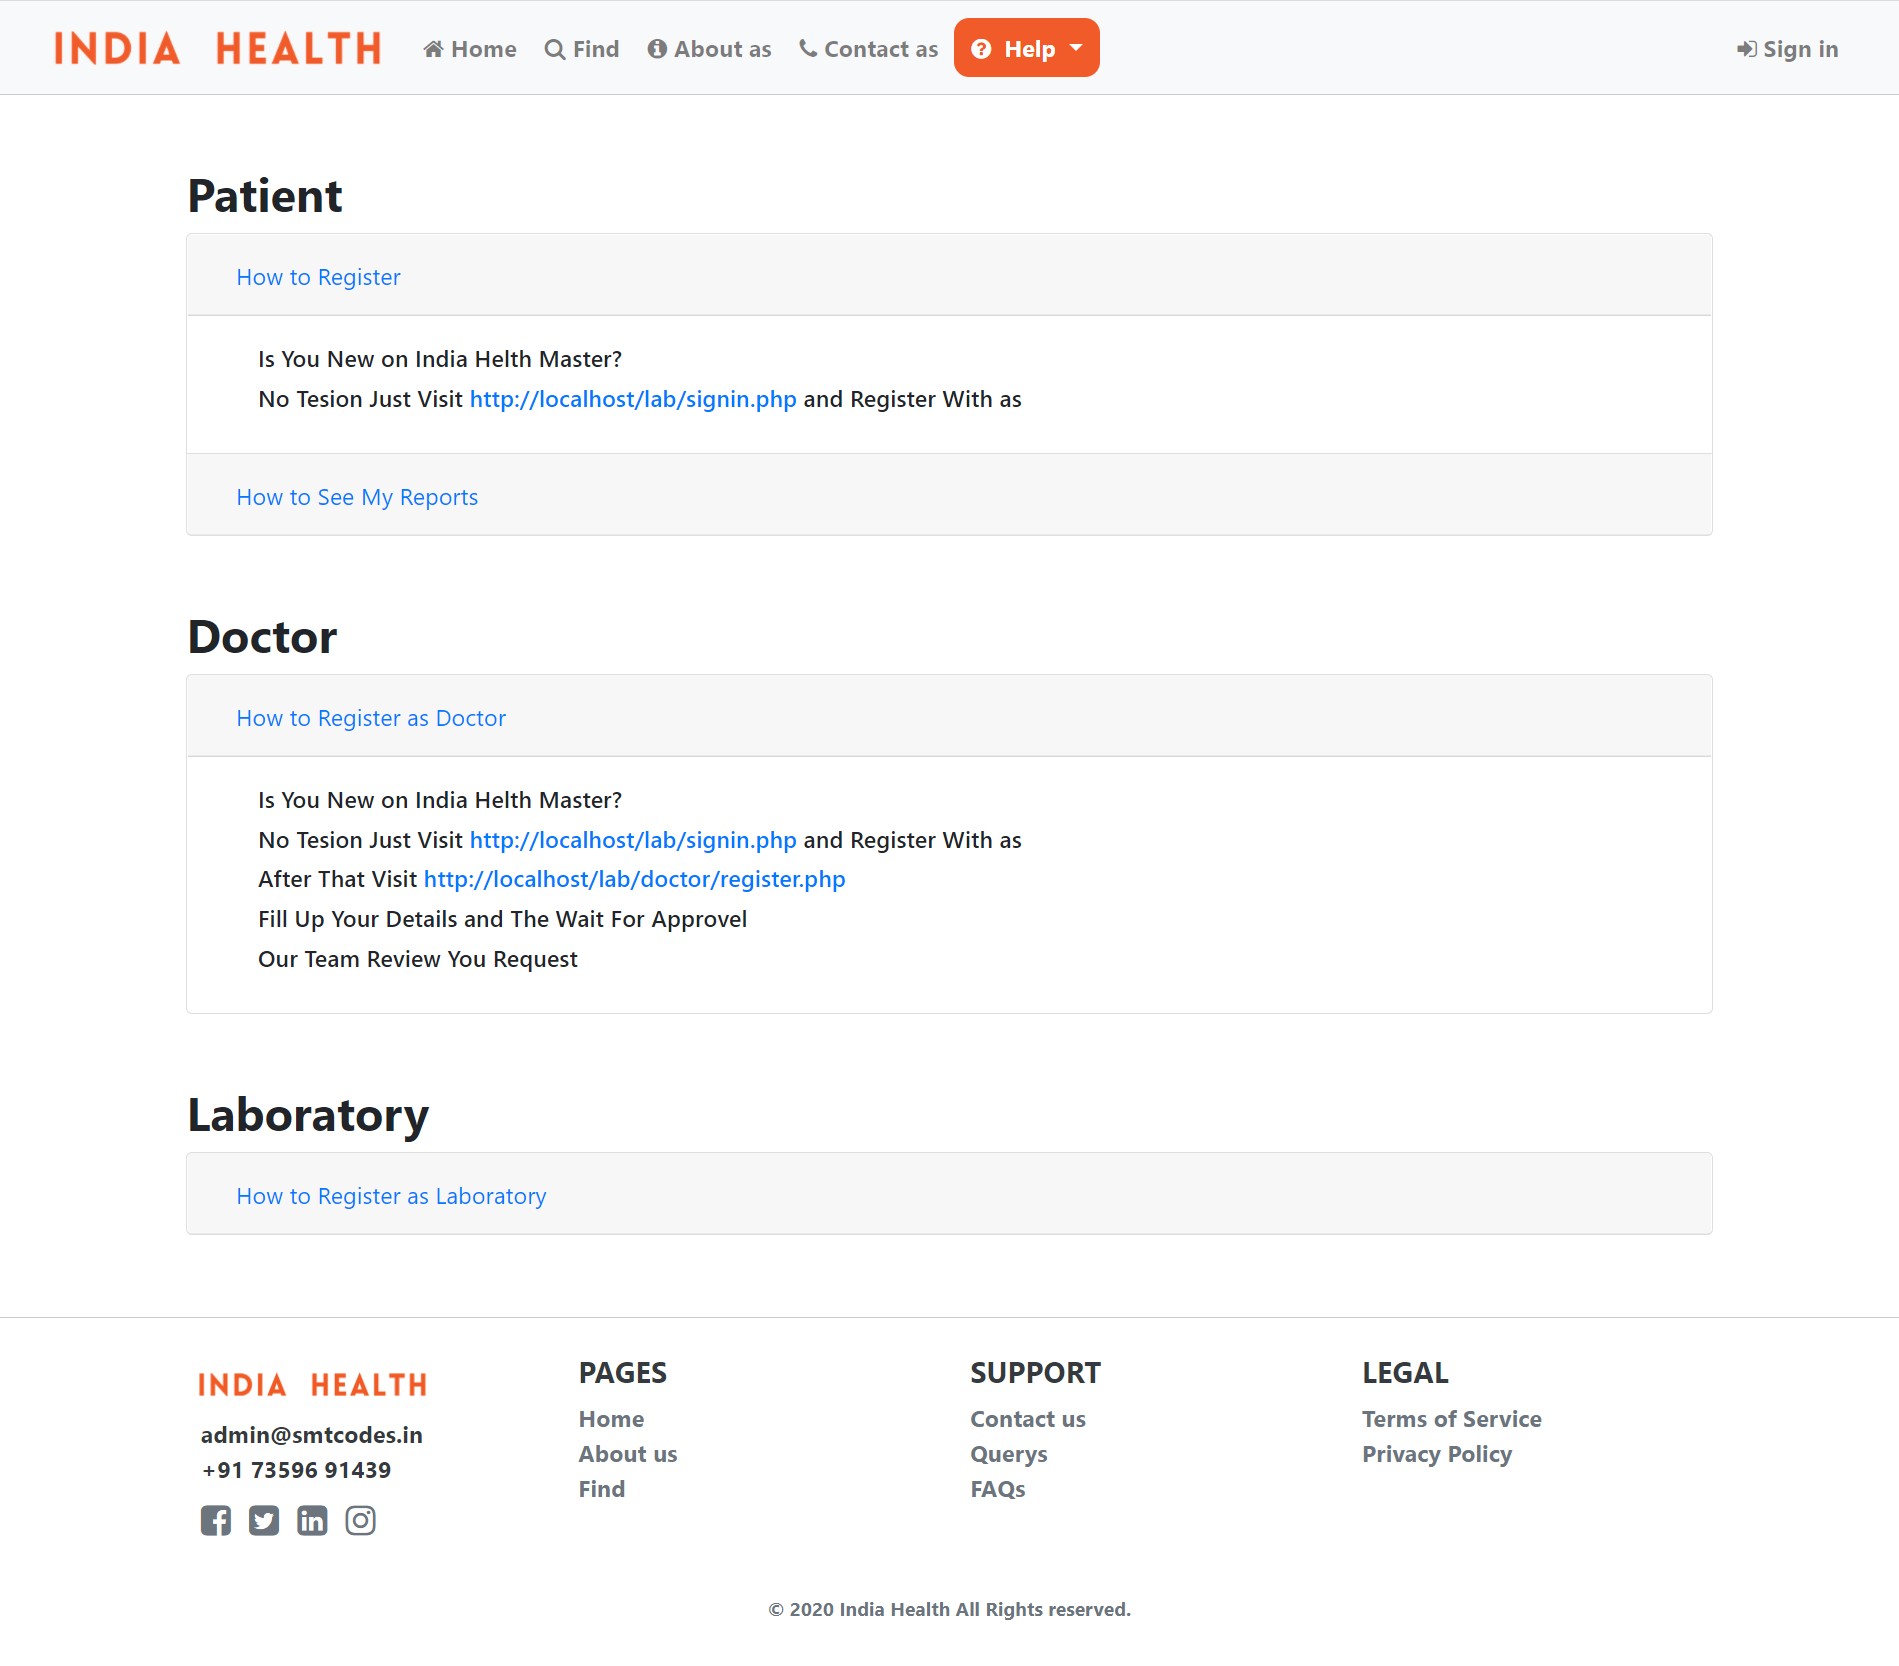 INDIA HEALTH Home Find About as Contact as Help Sign in
Patient
How to Register
Is You New on India Helth Master?
No Tesion Just Visit http://localhost/lab/signin.php and Register With as
How to See My Reports
Doctor
How to Register as Doctor
Is You New on India Helth Master?
No Tesion Just Visit http://localhost/lab/signin.php and Register With as
After That Visit http://localhost/lab/doctor/register.php
Fill Up Your Details and The Wait For Approvel
Our Team Review You Request
Laboratory
How to Register as Laboratory
INDIA HEALTH
admin@smtcodes.in
+91 73596 91439
PAGES
Home
About us
Find
SUPPORT
Contact us
Querys
FAQs
LEGAL
Terms of Service
Privacy Policy
© 2020 India Health All Rights reserved.